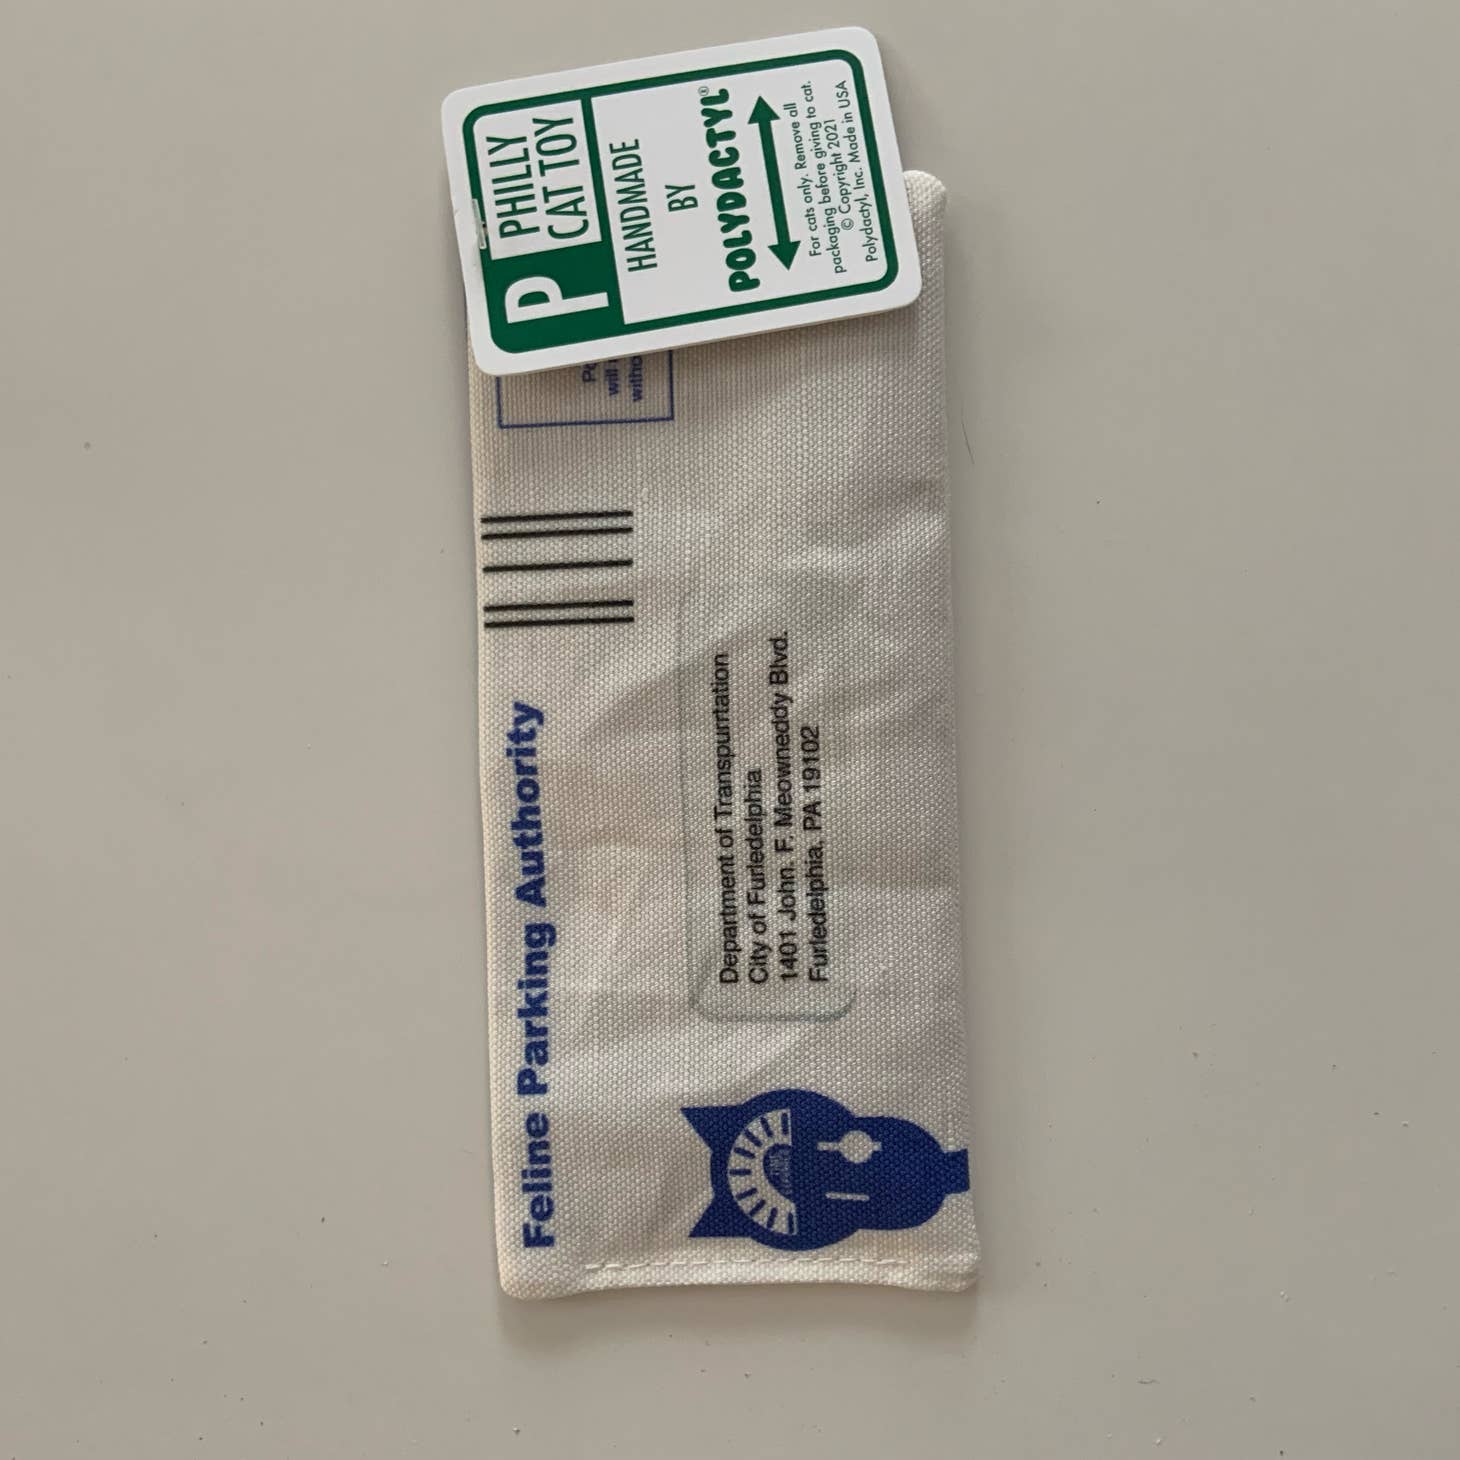 P
PHILLY
CAT TOY
HANDMADE
BY
POLYDACTYL®
For cats only. Remove all
packaging before giving to cat.
© Copyright 2021
Polydactyl, Inc. Made in USA
will
Feline Parking Authority
Department of Transpurrtation
City of Furledelphia
1401 John. F. Meowneddy Blvd.
Furledelphia, PA 19102